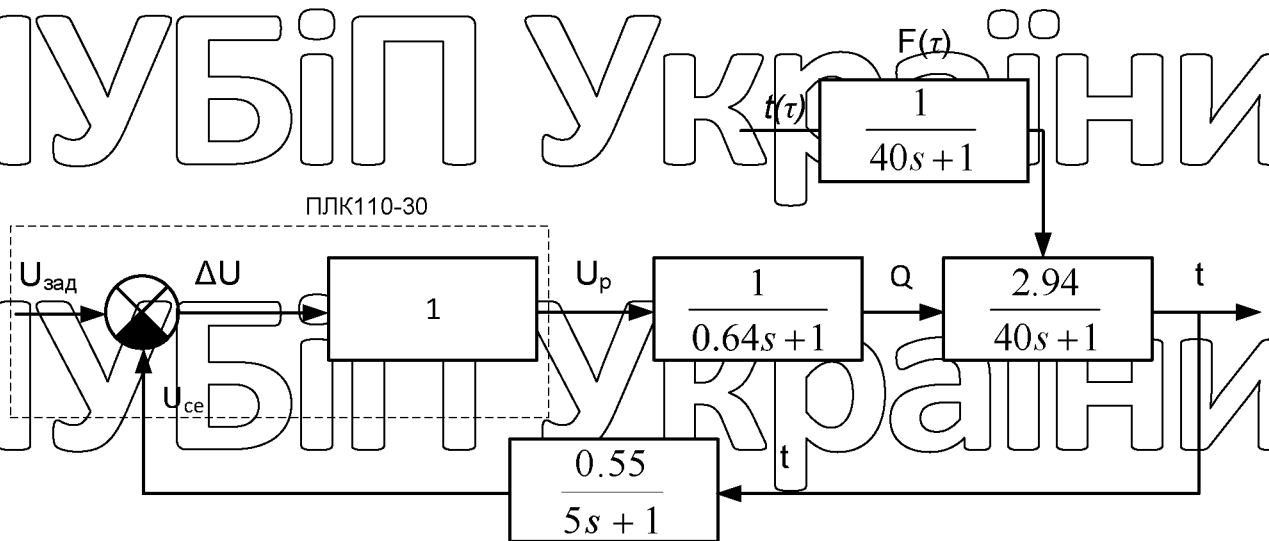 НУБіП України
F(τ)
t(τ)
1
40s+1
ПЛК110-30
Uзад
ΔU
1
Uр
1
0.64s+1
Q
2.94
40s+1
t
Uсе
НУБіП України
t
0.55
5s+1